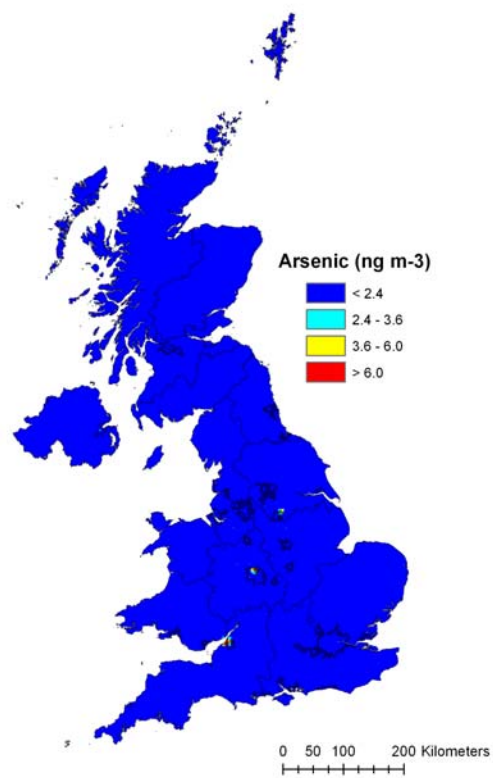 Arsenic (ng m-3)
< 2.4
2.4 - 3.6
3.6 - 6.0
> 6.0
0 50 100 200 Kilometers